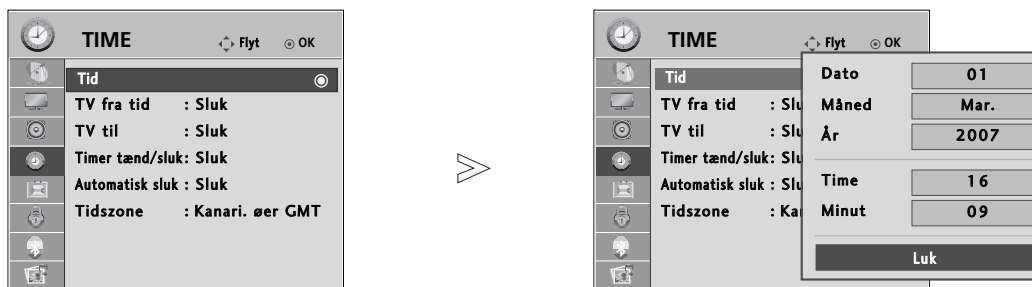 TIME Flyt OK
Tid
TV fra tid : Sluk
TV til : Sluk
Timer tænd/sluk: Sluk
Automatisk sluk : Sluk
Tidszone : Kanari. øer GMT
TIME Flyt OK
Tid
TV fra tid : Slu
TV til : Slu
Timer tænd/sluk: Slu
Automatisk sluk : Slu
Tidszone : Ka
Dato 01
Måned Mar.
År 2007
Time 16
Minut 09
Luk